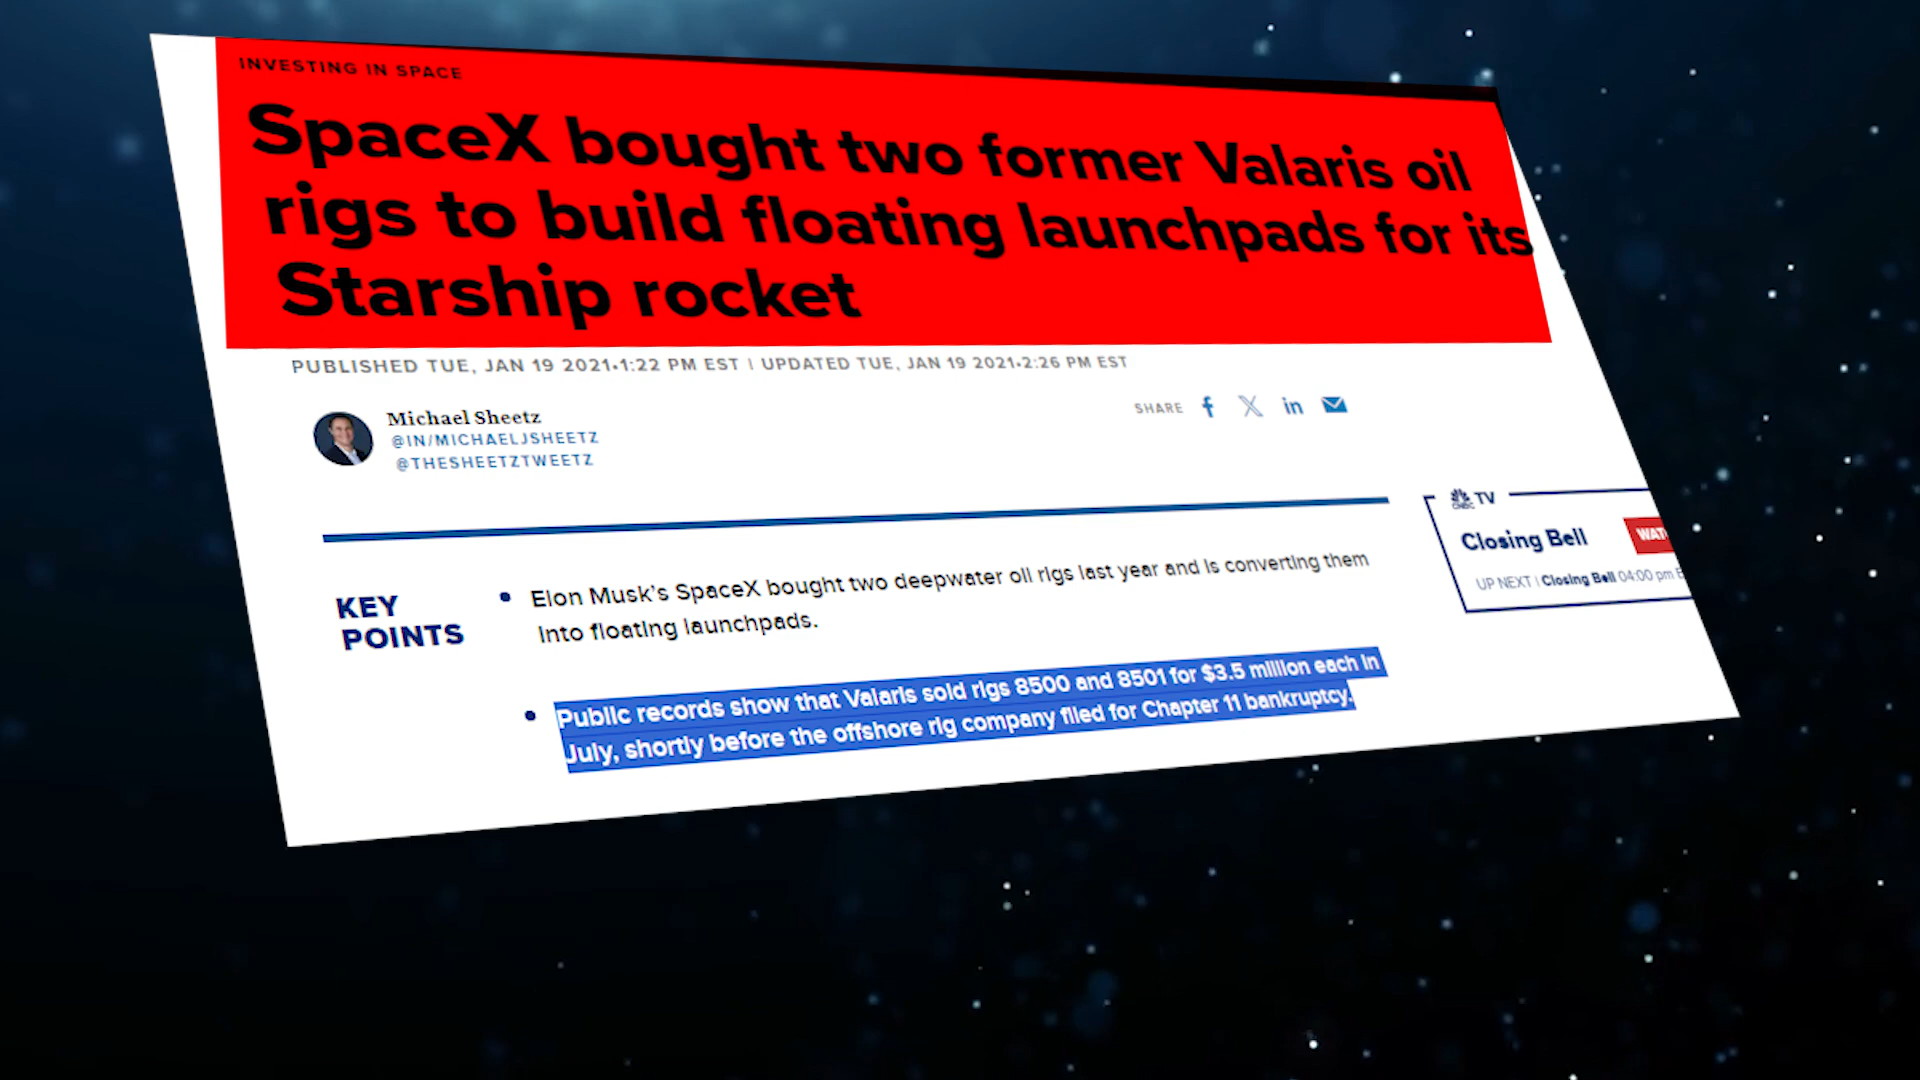 INVESTING IN SPACE
SpaceX bought two former Valaris oil
rigs to build floating launchpads for its
Starship rocket
PUBLISHED TUE, JAN 19 2021•1:22 PM EST | UPDATED TUE, JAN 19 2021•2:26 PM EST
Michael Sheetz
@IN/MICHAELJSHEETZ
@THESHEETZTWEETZ
SHARE
CNBC TV
Closing Bell
WAT
UP NEXT | Closing Bell 04:00 pm E
KEY
POINTS
• Elon Musk's SpaceX bought two deepwater oil rigs last year and is converting them
into floating launchpads.
• Public records show that Valaris sold rigs 8500 and 8501 for $3.5 million each in
July, shortly before the offshore rig company filed for Chapter 11 bankruptcy.